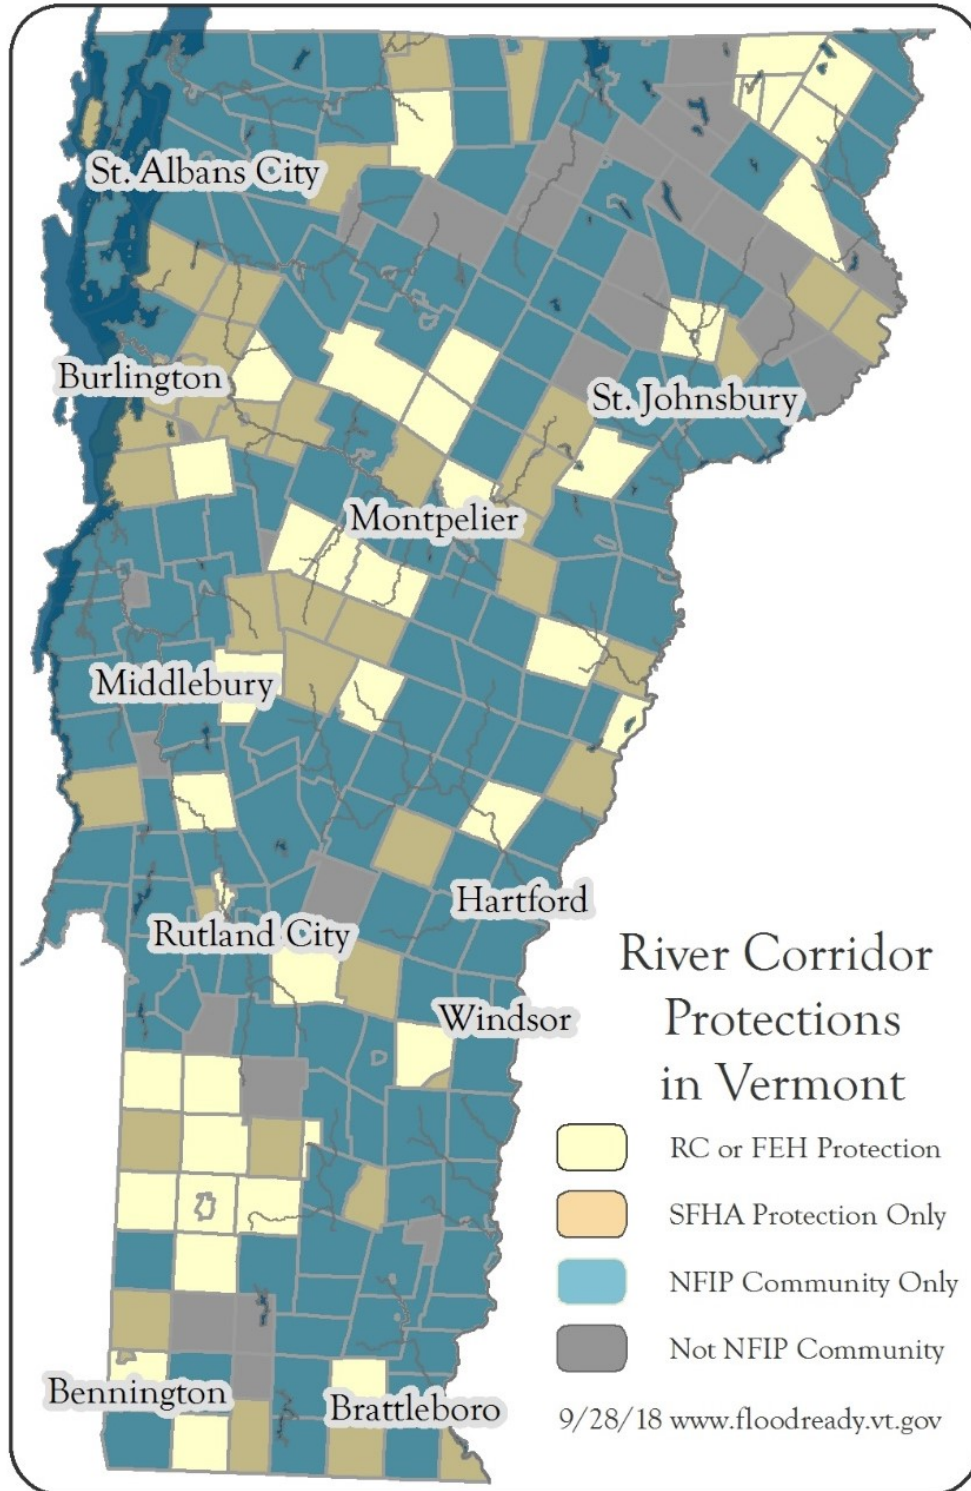 St. Albans City
Burlington
St. Johnsbury
Montpelier
Middlebury
Hartford
Rutland City
Windsor
River Corridor
Protections
in Vermont
RC or FEH Protection
SFHA Protection Only
NFIP Community Only
Not NFIP Community
Bennington
Brattleboro
9/28/18 www.floodready.vt.gov